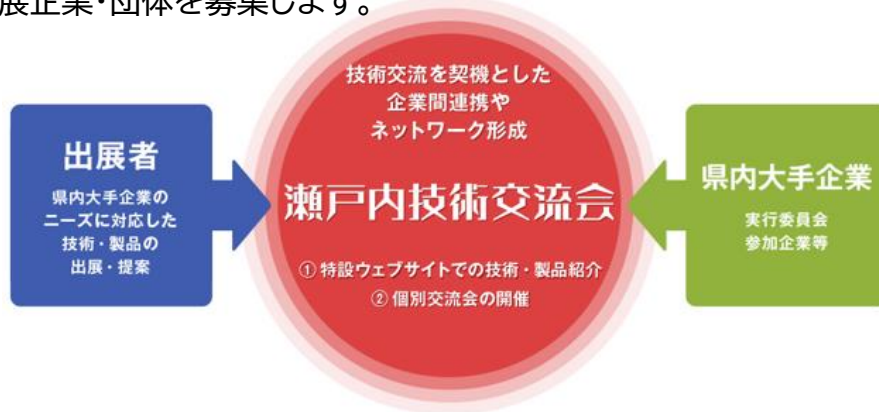 展企業・団体を募集します。
技術交流を契機とした
企業間連携や
ネットワーク形成
出展者
県内大手企業の
ニーズに対応した
技術・製品の
出展・提案
瀬戸内技術交流会
① 特設ウェブサイトでの技術・製品紹介
② 個別交流会の開催
県内大手企業
実行委員会
参加企業等